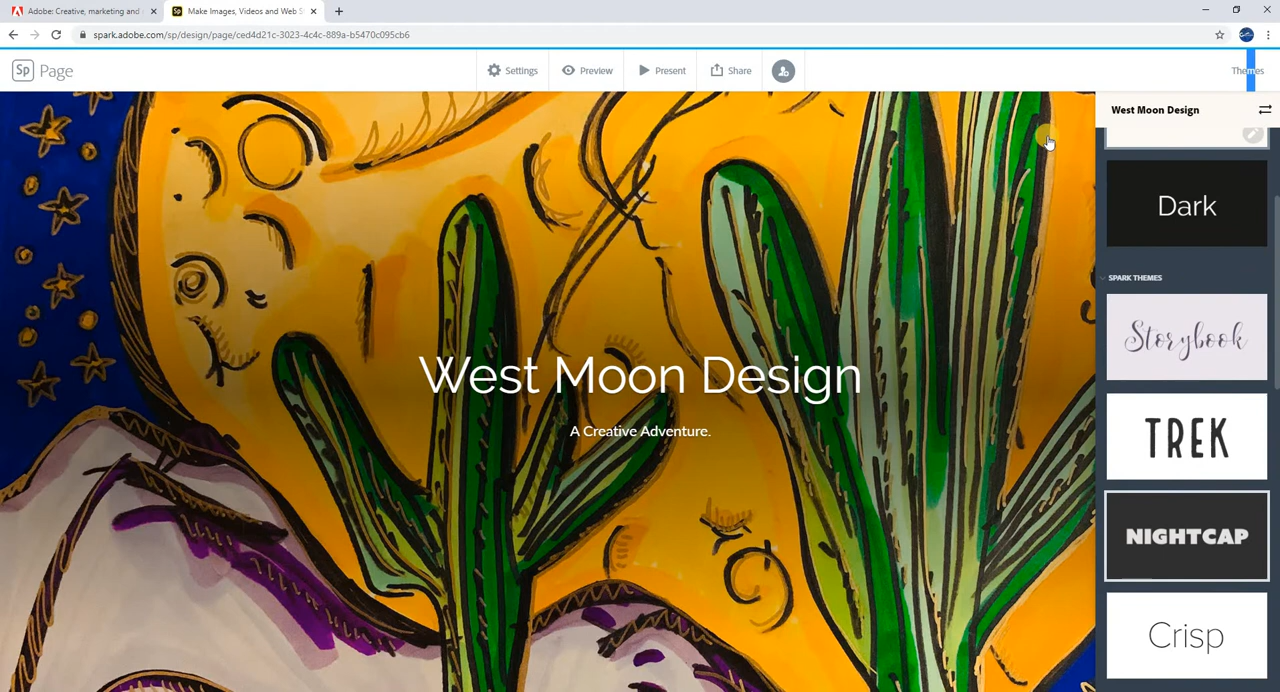 Adobe: Creative, marketing and
Make Images, Videos and Web S
spark.adobe.com/sp/design/page/ced4d21c-3023-4c4c-889a-b5470c095cb6
Sp Page
Settings
Preview
Present
Share
Themes
West Moon Design
Dark
SPARK THEMES
Storybook
TREK
NIGHTCAP
Crisp
West Moon Design
A Creative Adventure.